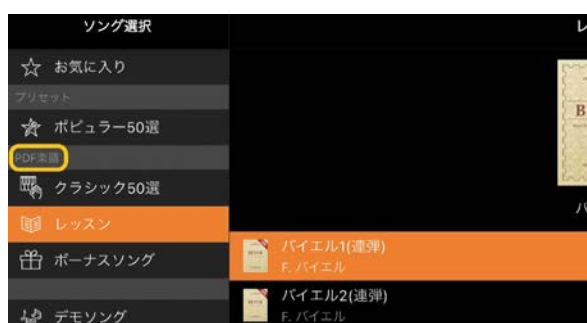 ソング選択
レ
お気に入り
プリセット
ポピュラー50選
PDF楽譜
クラシック50選
レッスン
ボーナスソング
デモソング
B
バ
バイエル1(連弾)
F. バイエル
バイエル2(連弾)
F. バイエル